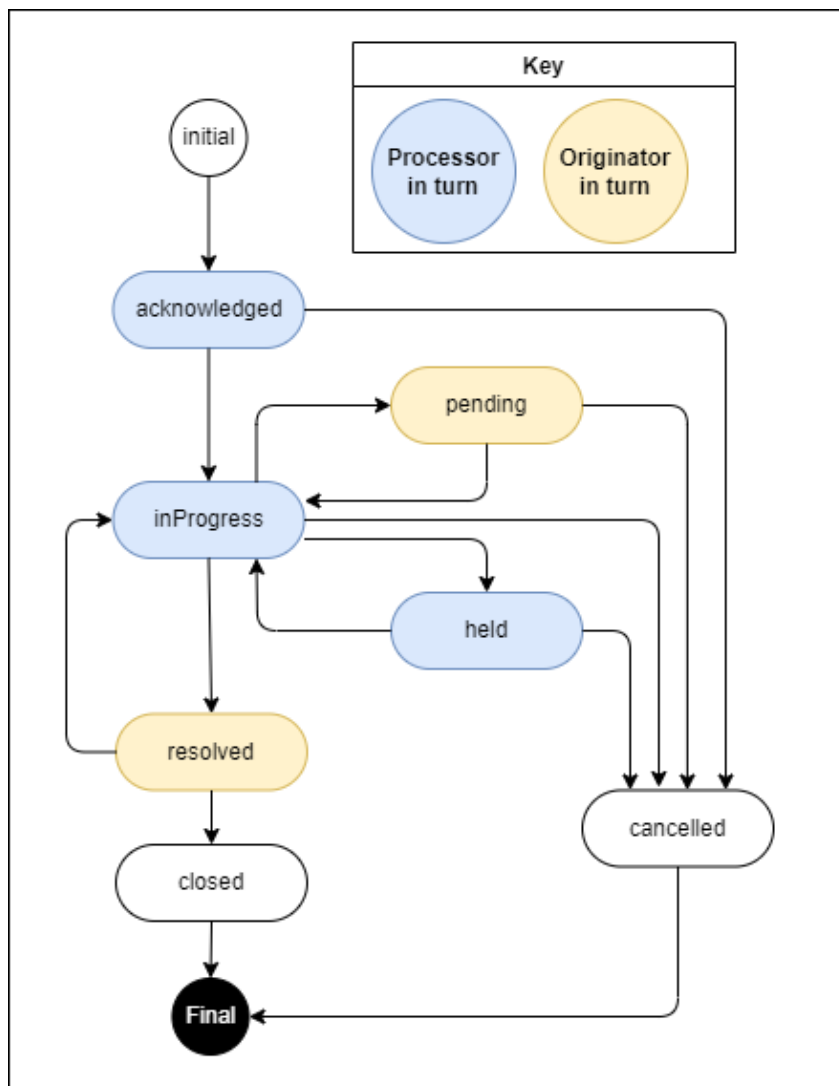 Key
initial
Processor
in turn
Originator
in turn
acknowledged
pending
inProgress
held
resolved
cancelled
closed
Final